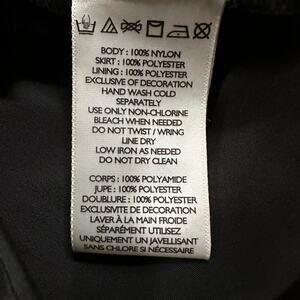 BODY : 100% NYLON
SKIRT : 100% POLYESTER
LINING : 100% POLYESTER
EXCLUSIVE OF DECORATION
HAND WASH COLD
SEPARATELY
USE ONLY NON-CHLORINE
BLEACH WHEN NEEDED
DO NOT TWIST / WRING
LINE DRY
LOW IRON AS NEEDED
DO NOT DRY CLEAN
CORPS : 100% POLYAMIDE
JUPE : 100% POLYESTER
DOUBLURE : 100% POLYESTER
EXCLUSIVITE DE DECORATION
LAVER À LA MAIN FROIDE
SÉPARÉMENT UTILISEZ
UNIQUEMENT UN JAVELLISANT
SANS CHLORE SI NÉCESSAIRE